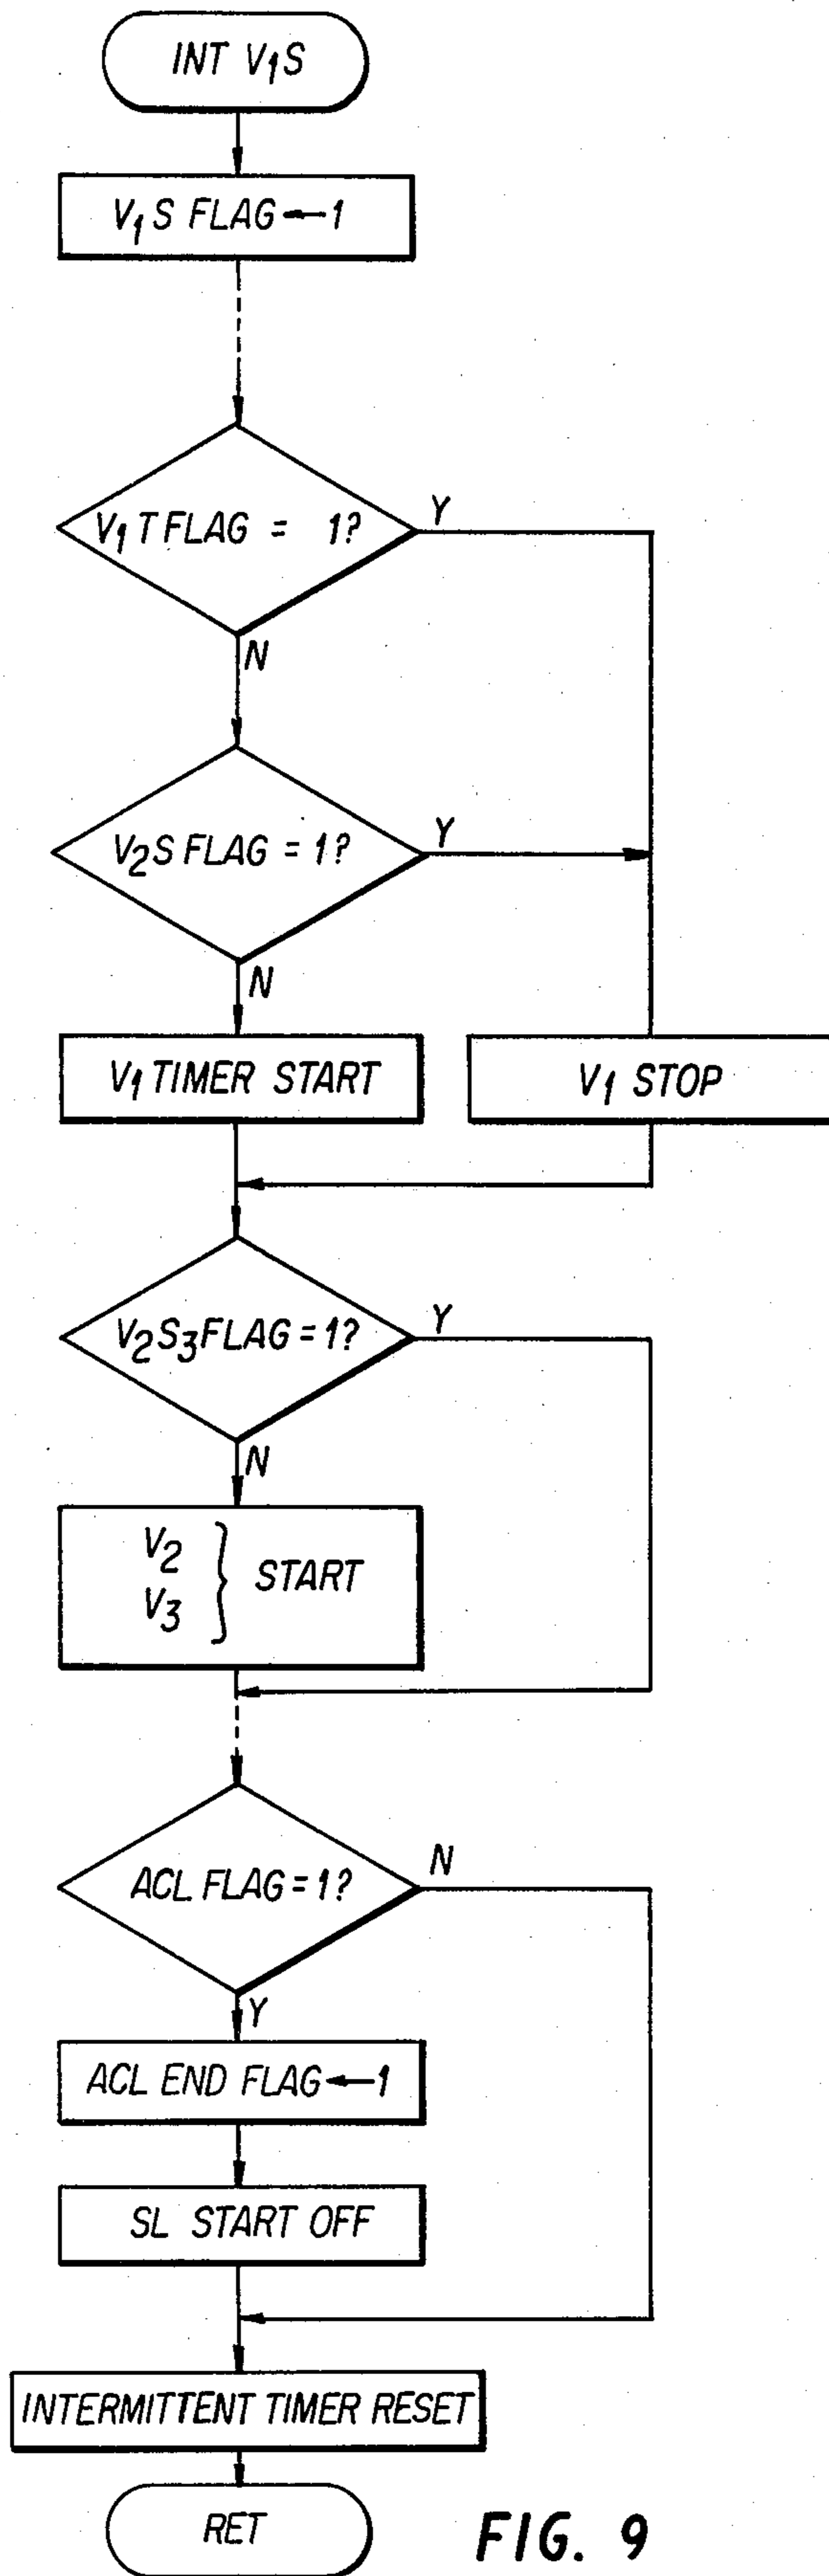 INT V₁S
V₁S FLAG ← 1
V₁T FLAG = 1?
Y
N
V₂S FLAG = 1?
Y
N
V₁ TIMER START
V₁ STOP
V₂S₃ FLAG = 1?
Y
N
V₂
V₃ } START
ACL FLAG = 1?
N
Y
ACL END FLAG ← 1
SL START OFF
INTERMITTENT TIMER RESET
RET
FIG. 9